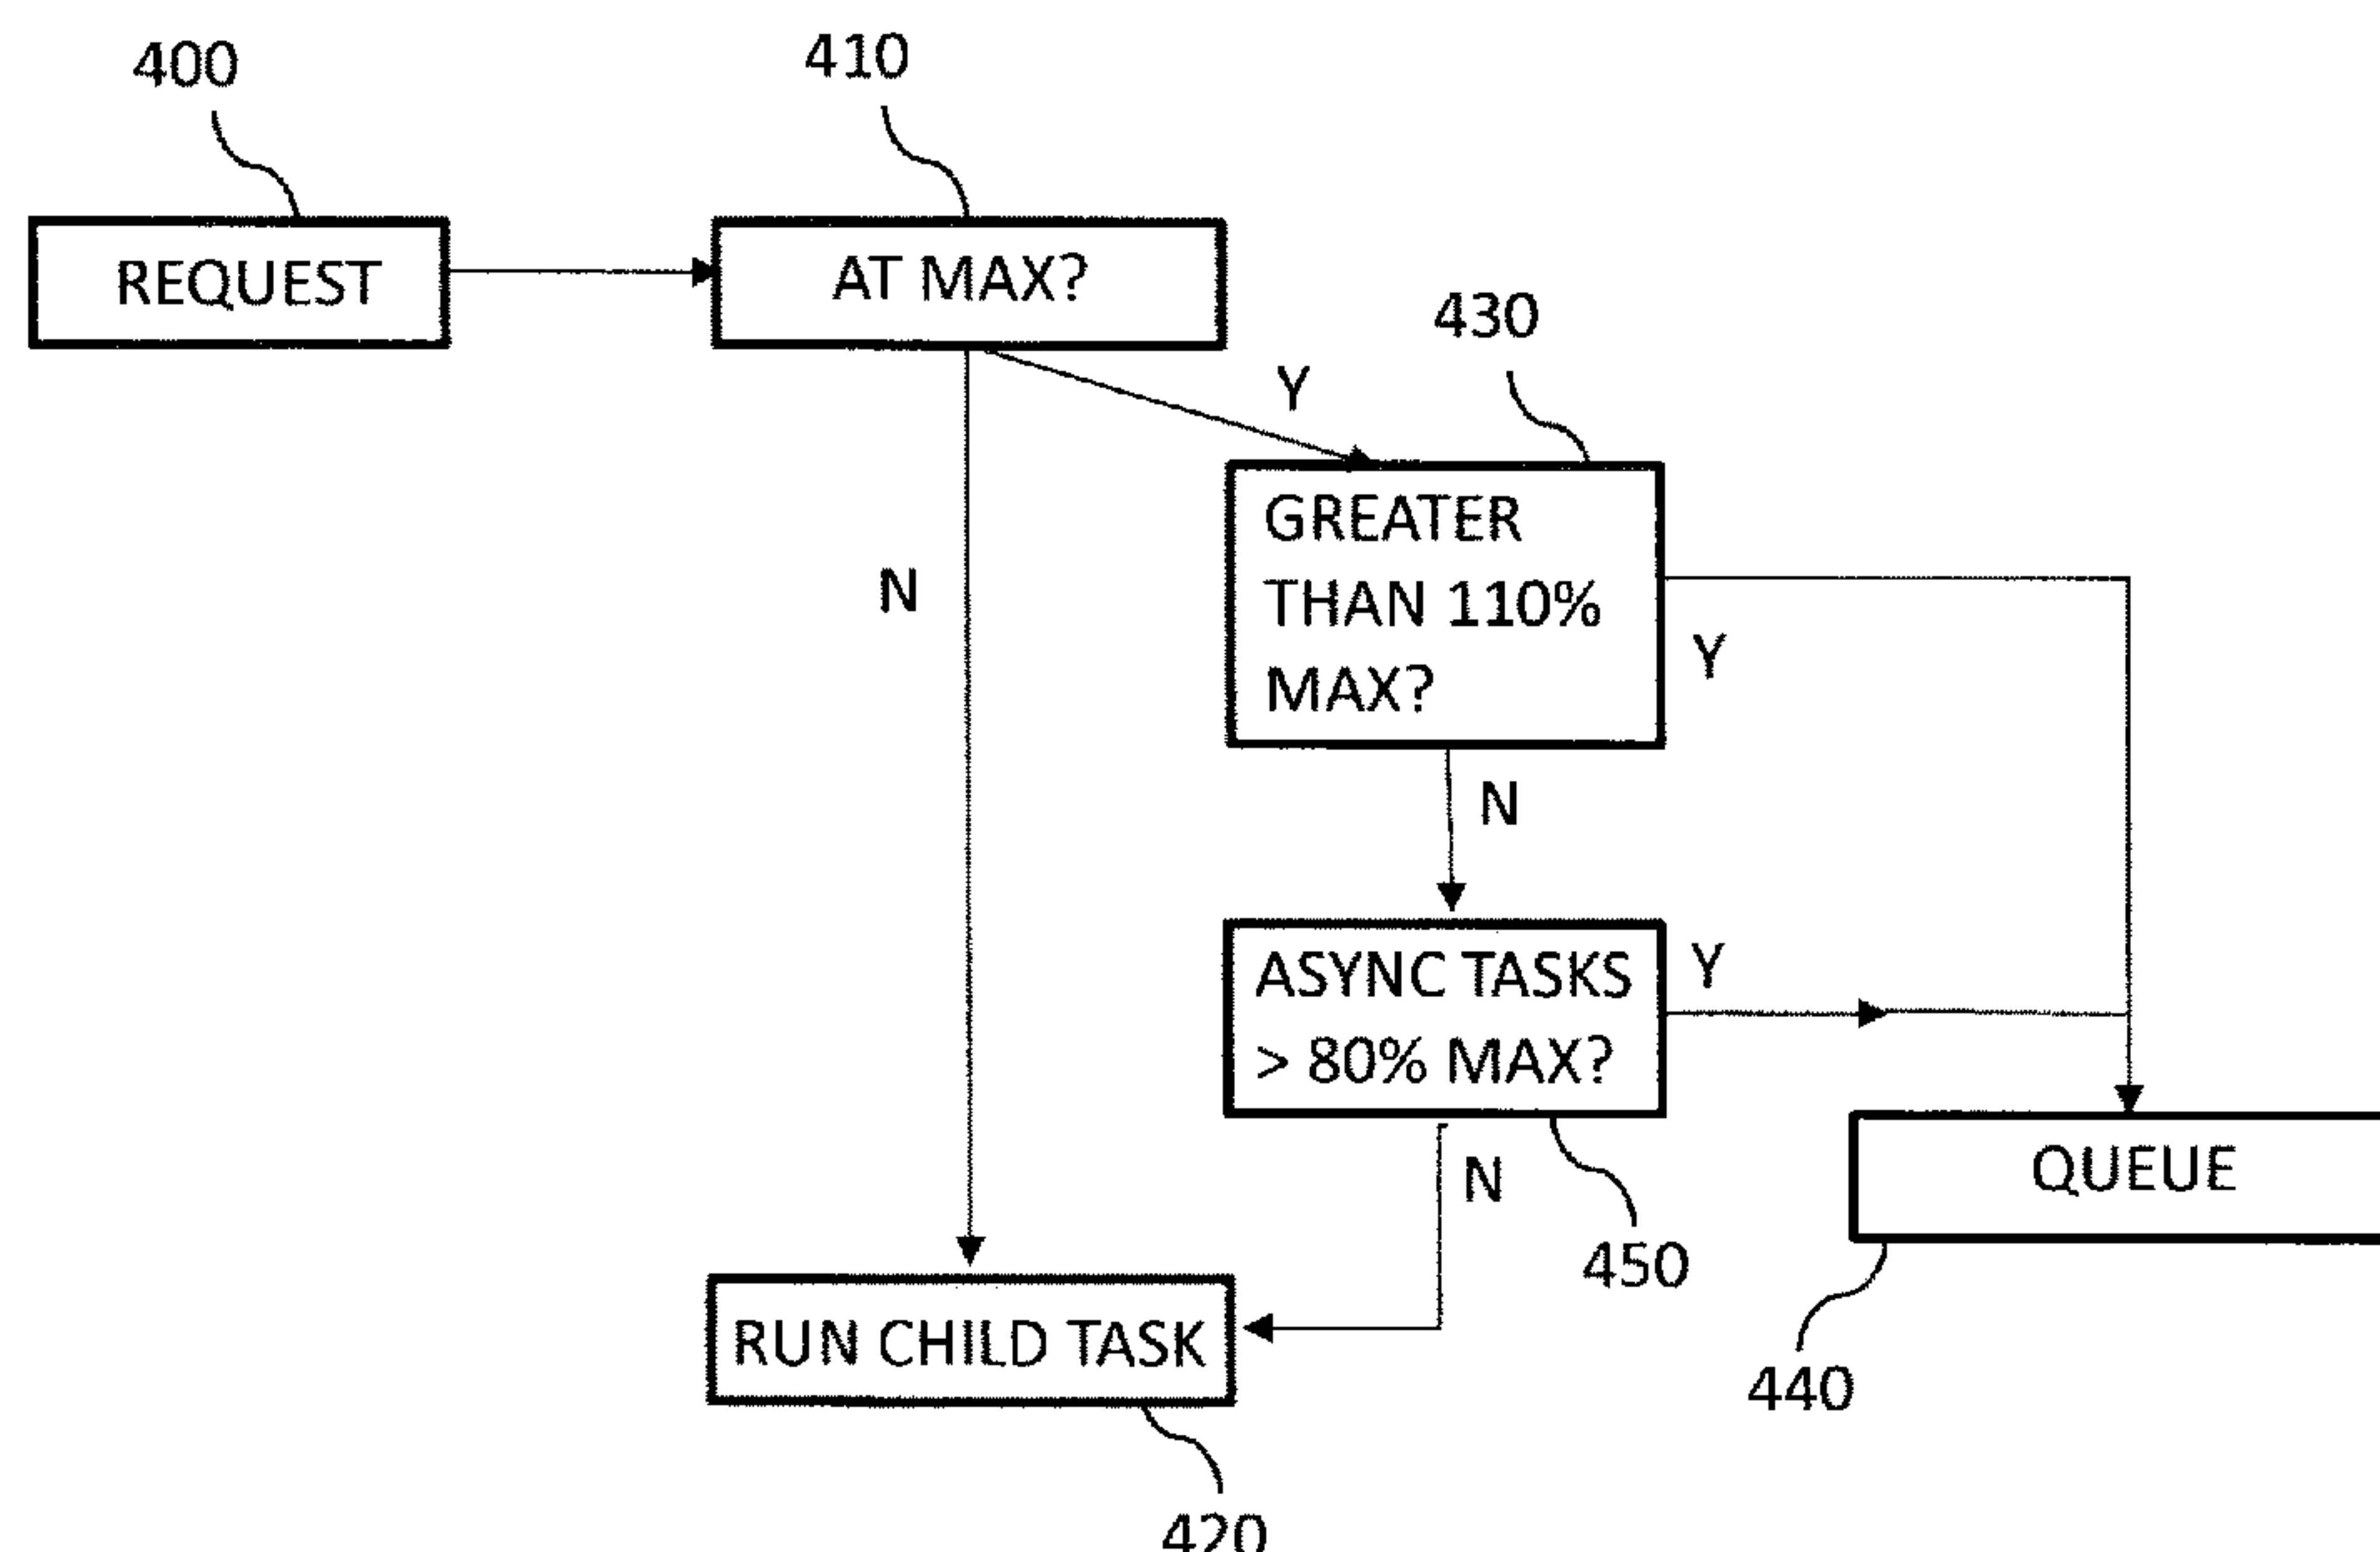 400
410
REQUEST
AT MAX?
430
Y
GREATER
THAN 110%
MAX?
N
Y
N
ASYNC TASKS
> 80% MAX?
Y
N
QUEUE
450
RUN CHILD TASK
440
420